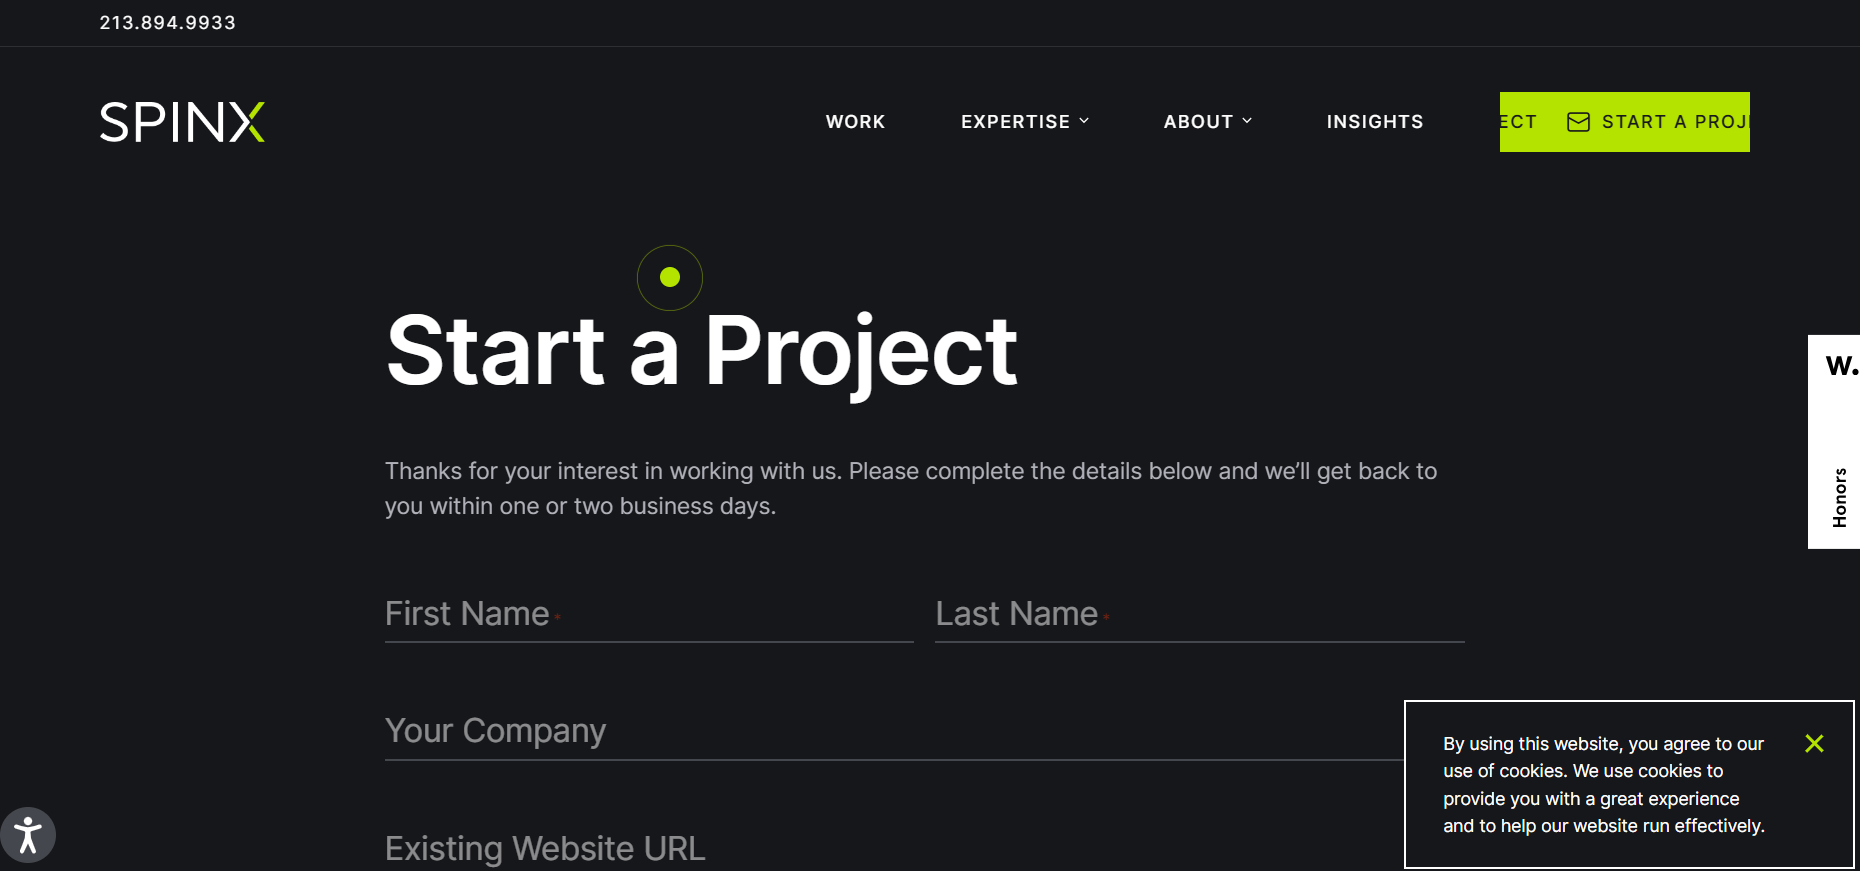 213.894.9933
SPINX
WORK
EXPERTISE
ABOUT
INSIGHTS
ECT START A PROJ
Start a Project
Thanks for your interest in working with us. Please complete the details below and we’ll get back to
you within one or two business days.
First Name *
Last Name *
Your Company
Existing Website URL
W.
Honors
By using this website, you agree to our
use of cookies. We use cookies to
provide you with a great experience
and to help our website run effectively.